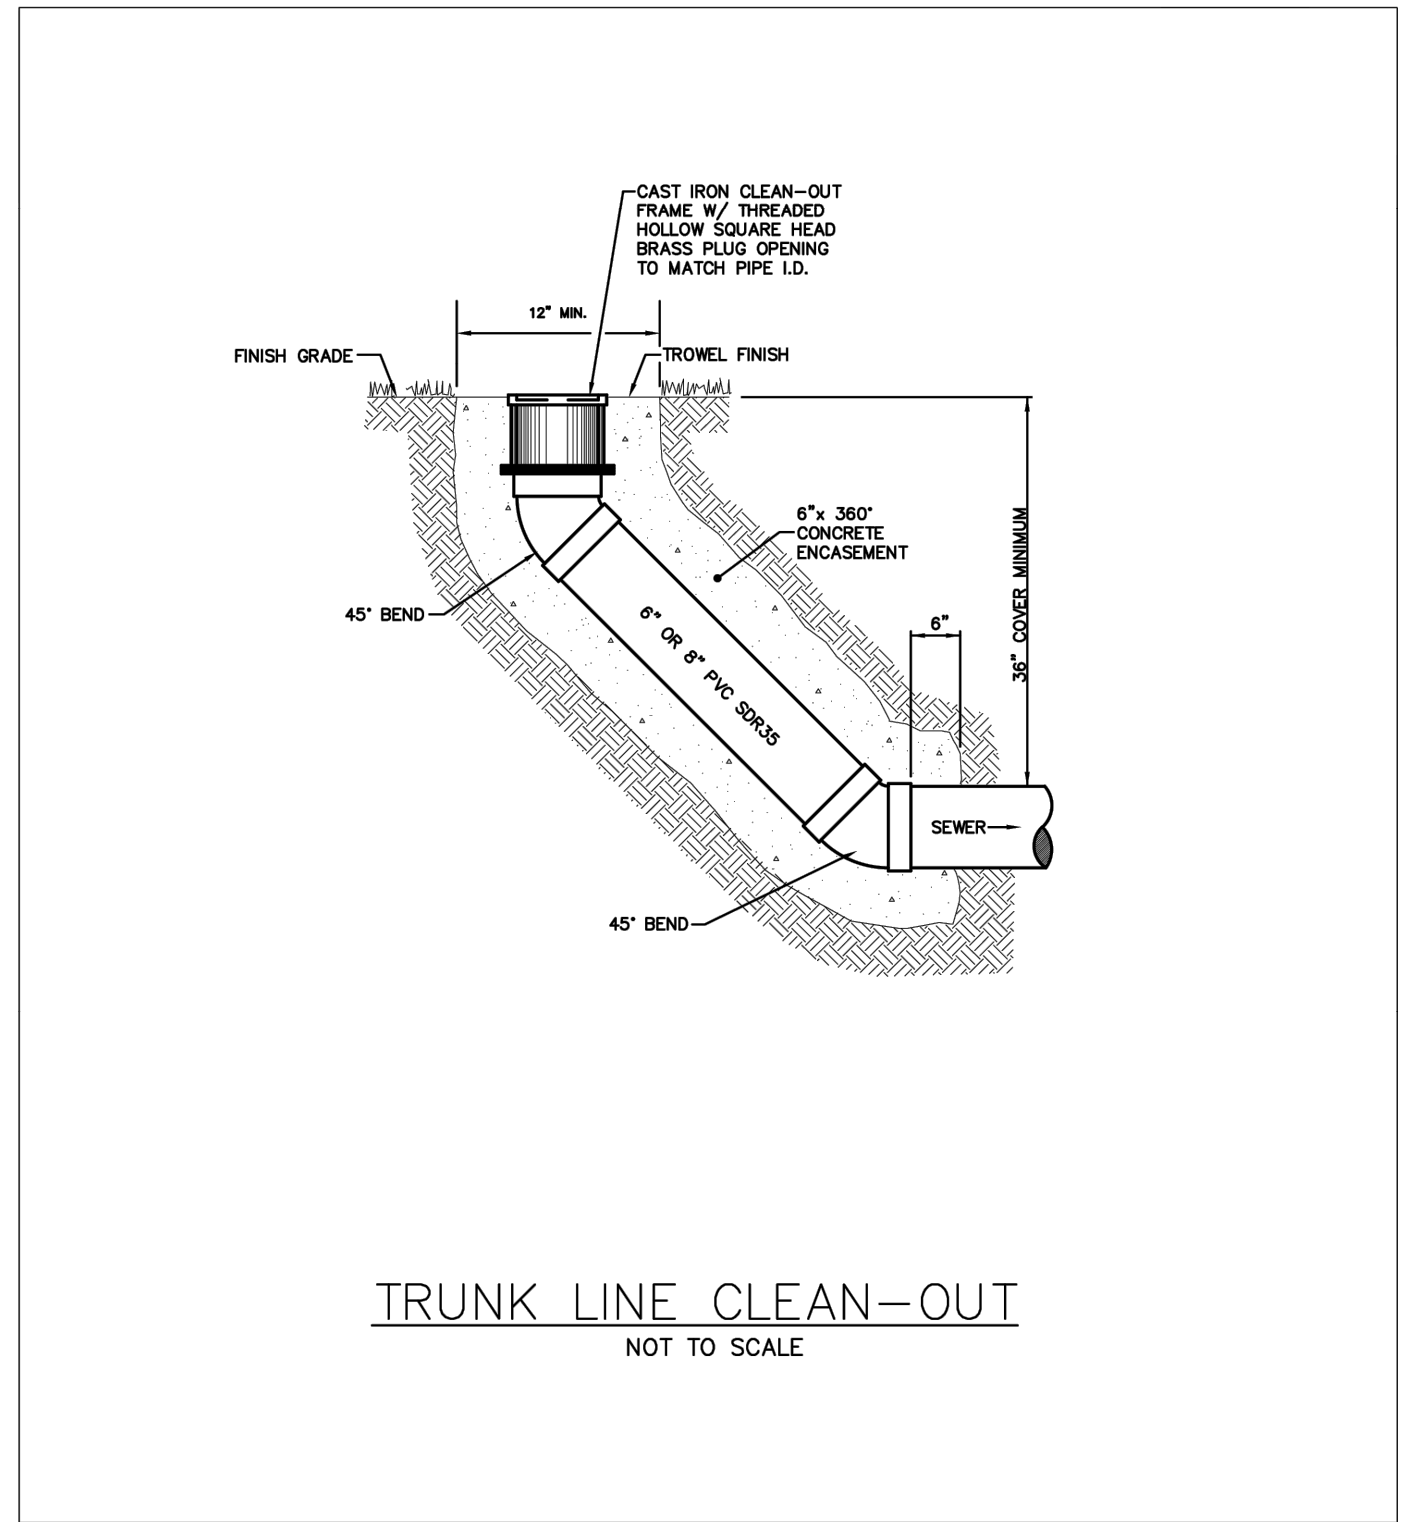 CAST IRON CLEAN-OUT
FRAME W/ THREADED
HOLLOW SQUARE HEAD
BRASS PLUG OPENING
TO MATCH PIPE I.D.
12" MIN.
FINISH GRADE
TROWEL FINISH
6"x 360°
CONCRETE
ENCASEMENT
36" COVER MINIMUM
45° BEND
6" OR 8" PVC SDR35
6"
SEWER
45° BEND
TRUNK LINE CLEAN-OUT
NOT TO SCALE